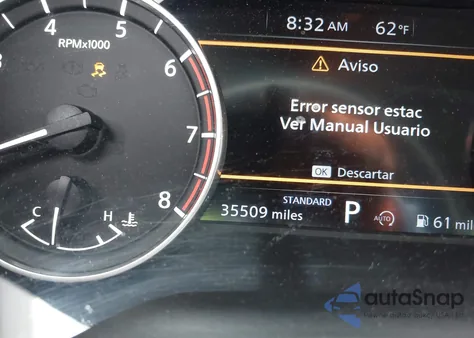 8:32 AM 62°F
4 5 6 7 8
RPMx1000
Aviso
Error sensor estac
Ver Manual Usuario
OK Descartar
STANDARD
35509 miles P AUTO 61 mil
C H
autoSnap